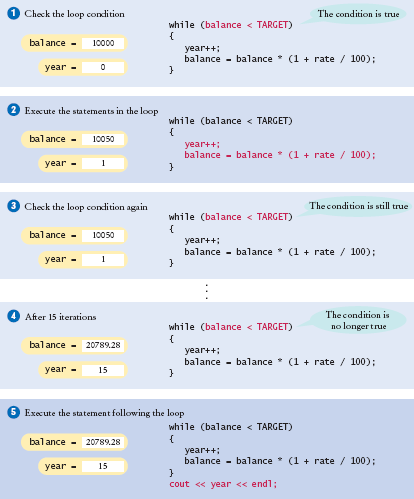 1 Check the loop condition
The condition is true
balance = 10000
year = 0
while (balance < TARGET)
{
year++;
balance = balance * (1 + rate / 100);
}
2 Execute the statements in the loop
balance = 10050
year = 1
while (balance < TARGET)
{
year++;
balance = balance * (1 + rate / 100);
}
3 Check the loop condition again
The condition is still true
balance = 10050
year = 1
while (balance < TARGET)
{
year++;
balance = balance * (1 + rate / 100);
}
4 After 15 iterations
The condition is
no longer true
balance = 20789.28
year = 15
while (balance < TARGET)
{
year++;
balance = balance * (1 + rate / 100);
}
5 Execute the statement following the loop
balance = 20789.28
year = 15
while (balance < TARGET)
{
year++;
balance = balance * (1 + rate / 100);
}
cout << year << endl;